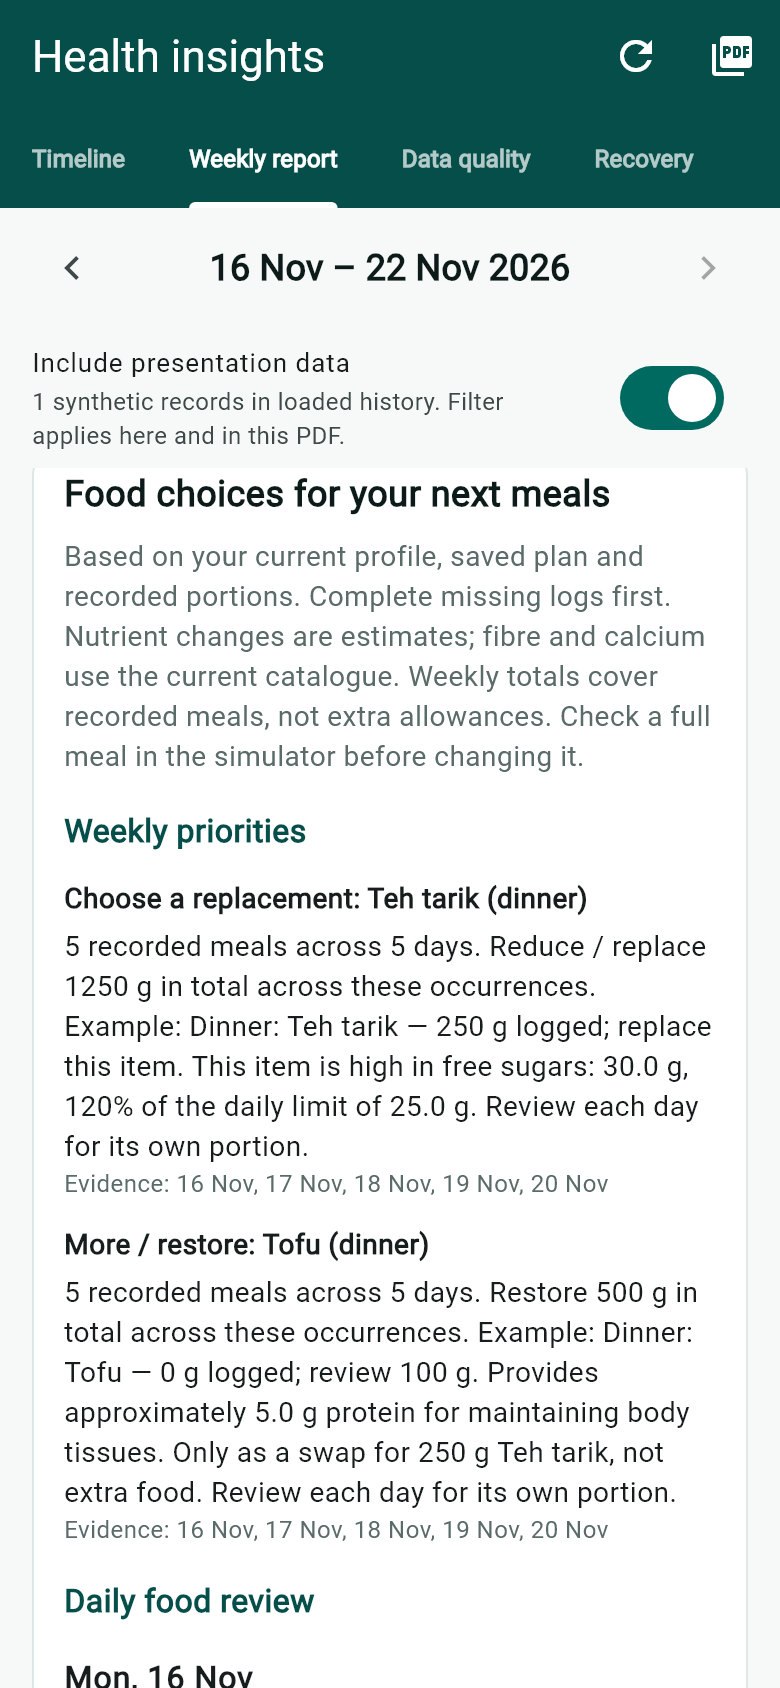 Health insights
PDF
Timeline
Weekly report
Data quality
Recovery
16 Nov – 22 Nov 2026
Include presentation data
1 synthetic records in loaded history. Filter
applies here and in this PDF.
Food choices for your next meals
Based on your current profile, saved plan and
recorded portions. Complete missing logs first.
Nutrient changes are estimates; fibre and calcium
use the current catalogue. Weekly totals cover
recorded meals, not extra allowances. Check a full
meal in the simulator before changing it.
Weekly priorities
Choose a replacement: Teh tarik (dinner)
5 recorded meals across 5 days. Reduce / replace
1250 g in total across these occurrences.
Example: Dinner: Teh tarik — 250 g logged; replace
this item. This item is high in free sugars: 30.0 g,
120% of the daily limit of 25.0 g. Review each day
for its own portion.
Evidence: 16 Nov, 17 Nov, 18 Nov, 19 Nov, 20 Nov
More / restore: Tofu (dinner)
5 recorded meals across 5 days. Restore 500 g in
total across these occurrences. Example: Dinner:
Tofu — 0 g logged; review 100 g. Provides
approximately 5.0 g protein for maintaining body
tissues. Only as a swap for 250 g Teh tarik, not
extra food. Review each day for its own portion.
Evidence: 16 Nov, 17 Nov, 18 Nov, 19 Nov, 20 Nov
Daily food review
Mon, 16 Nov